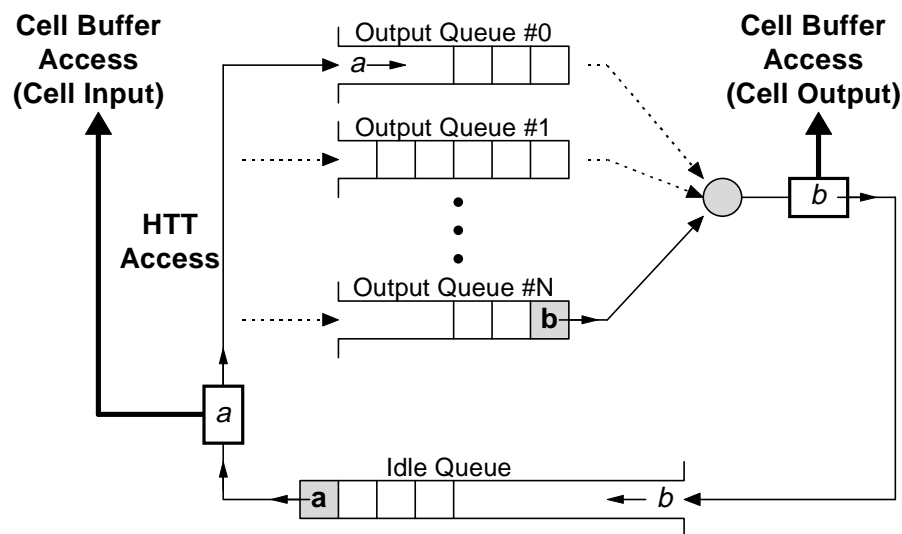 Cell Buffer
Access
(Cell Input)
Output Queue #0
a
Cell Buffer
Access
(Cell Output)
Output Queue #1
b
HTT
Access
Output Queue #N
b
a
Idle Queue
a
b